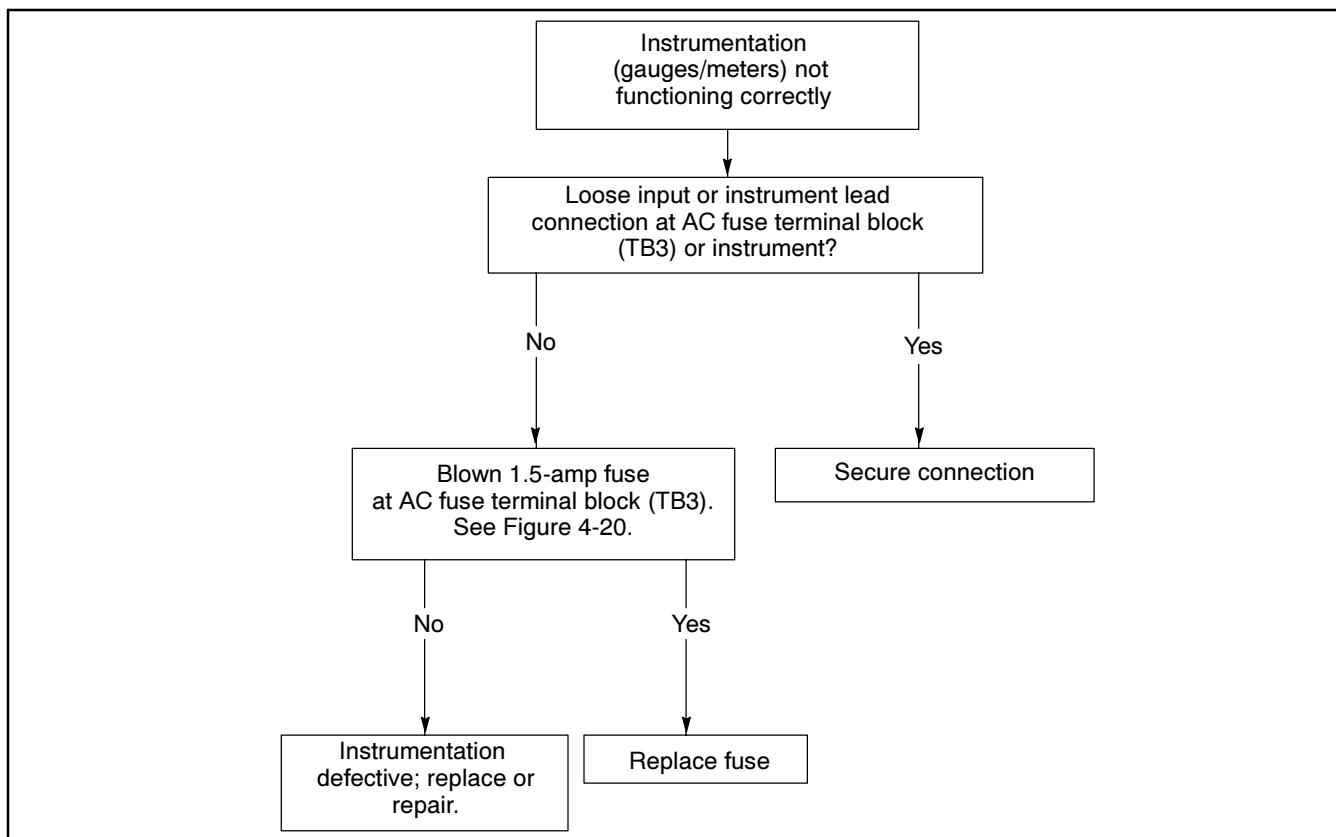 Instrumentation
(gauges/meters) not
functioning correctly
Loose input or instrument lead
connection at AC fuse terminal block
(TB3) or instrument?
No
Yes
Blown 1.5-amp fuse
at AC fuse terminal block (TB3).
See Figure 4-20.
Secure connection
No
Yes
Instrumentation
defective; replace or
repair.
Replace fuse